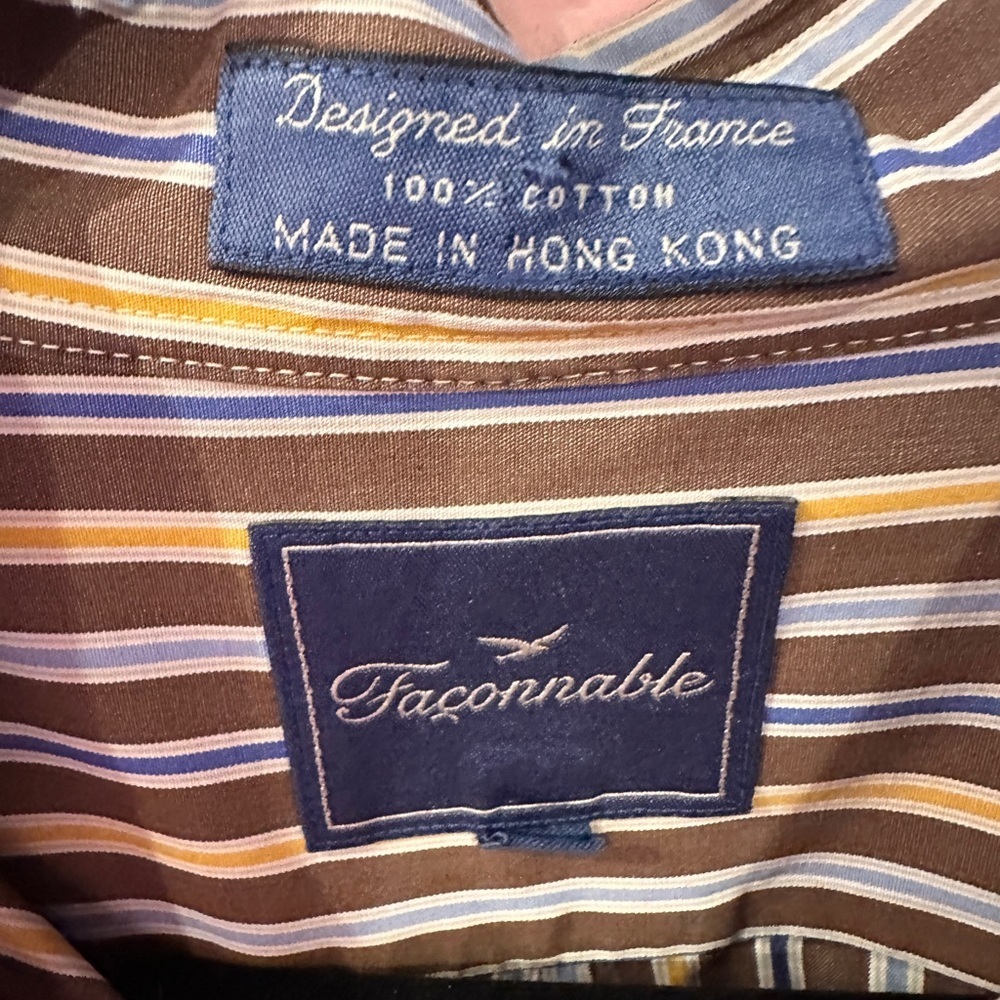 Designed in France
100% COTTON
MADE IN HONG KONG
Façonnable